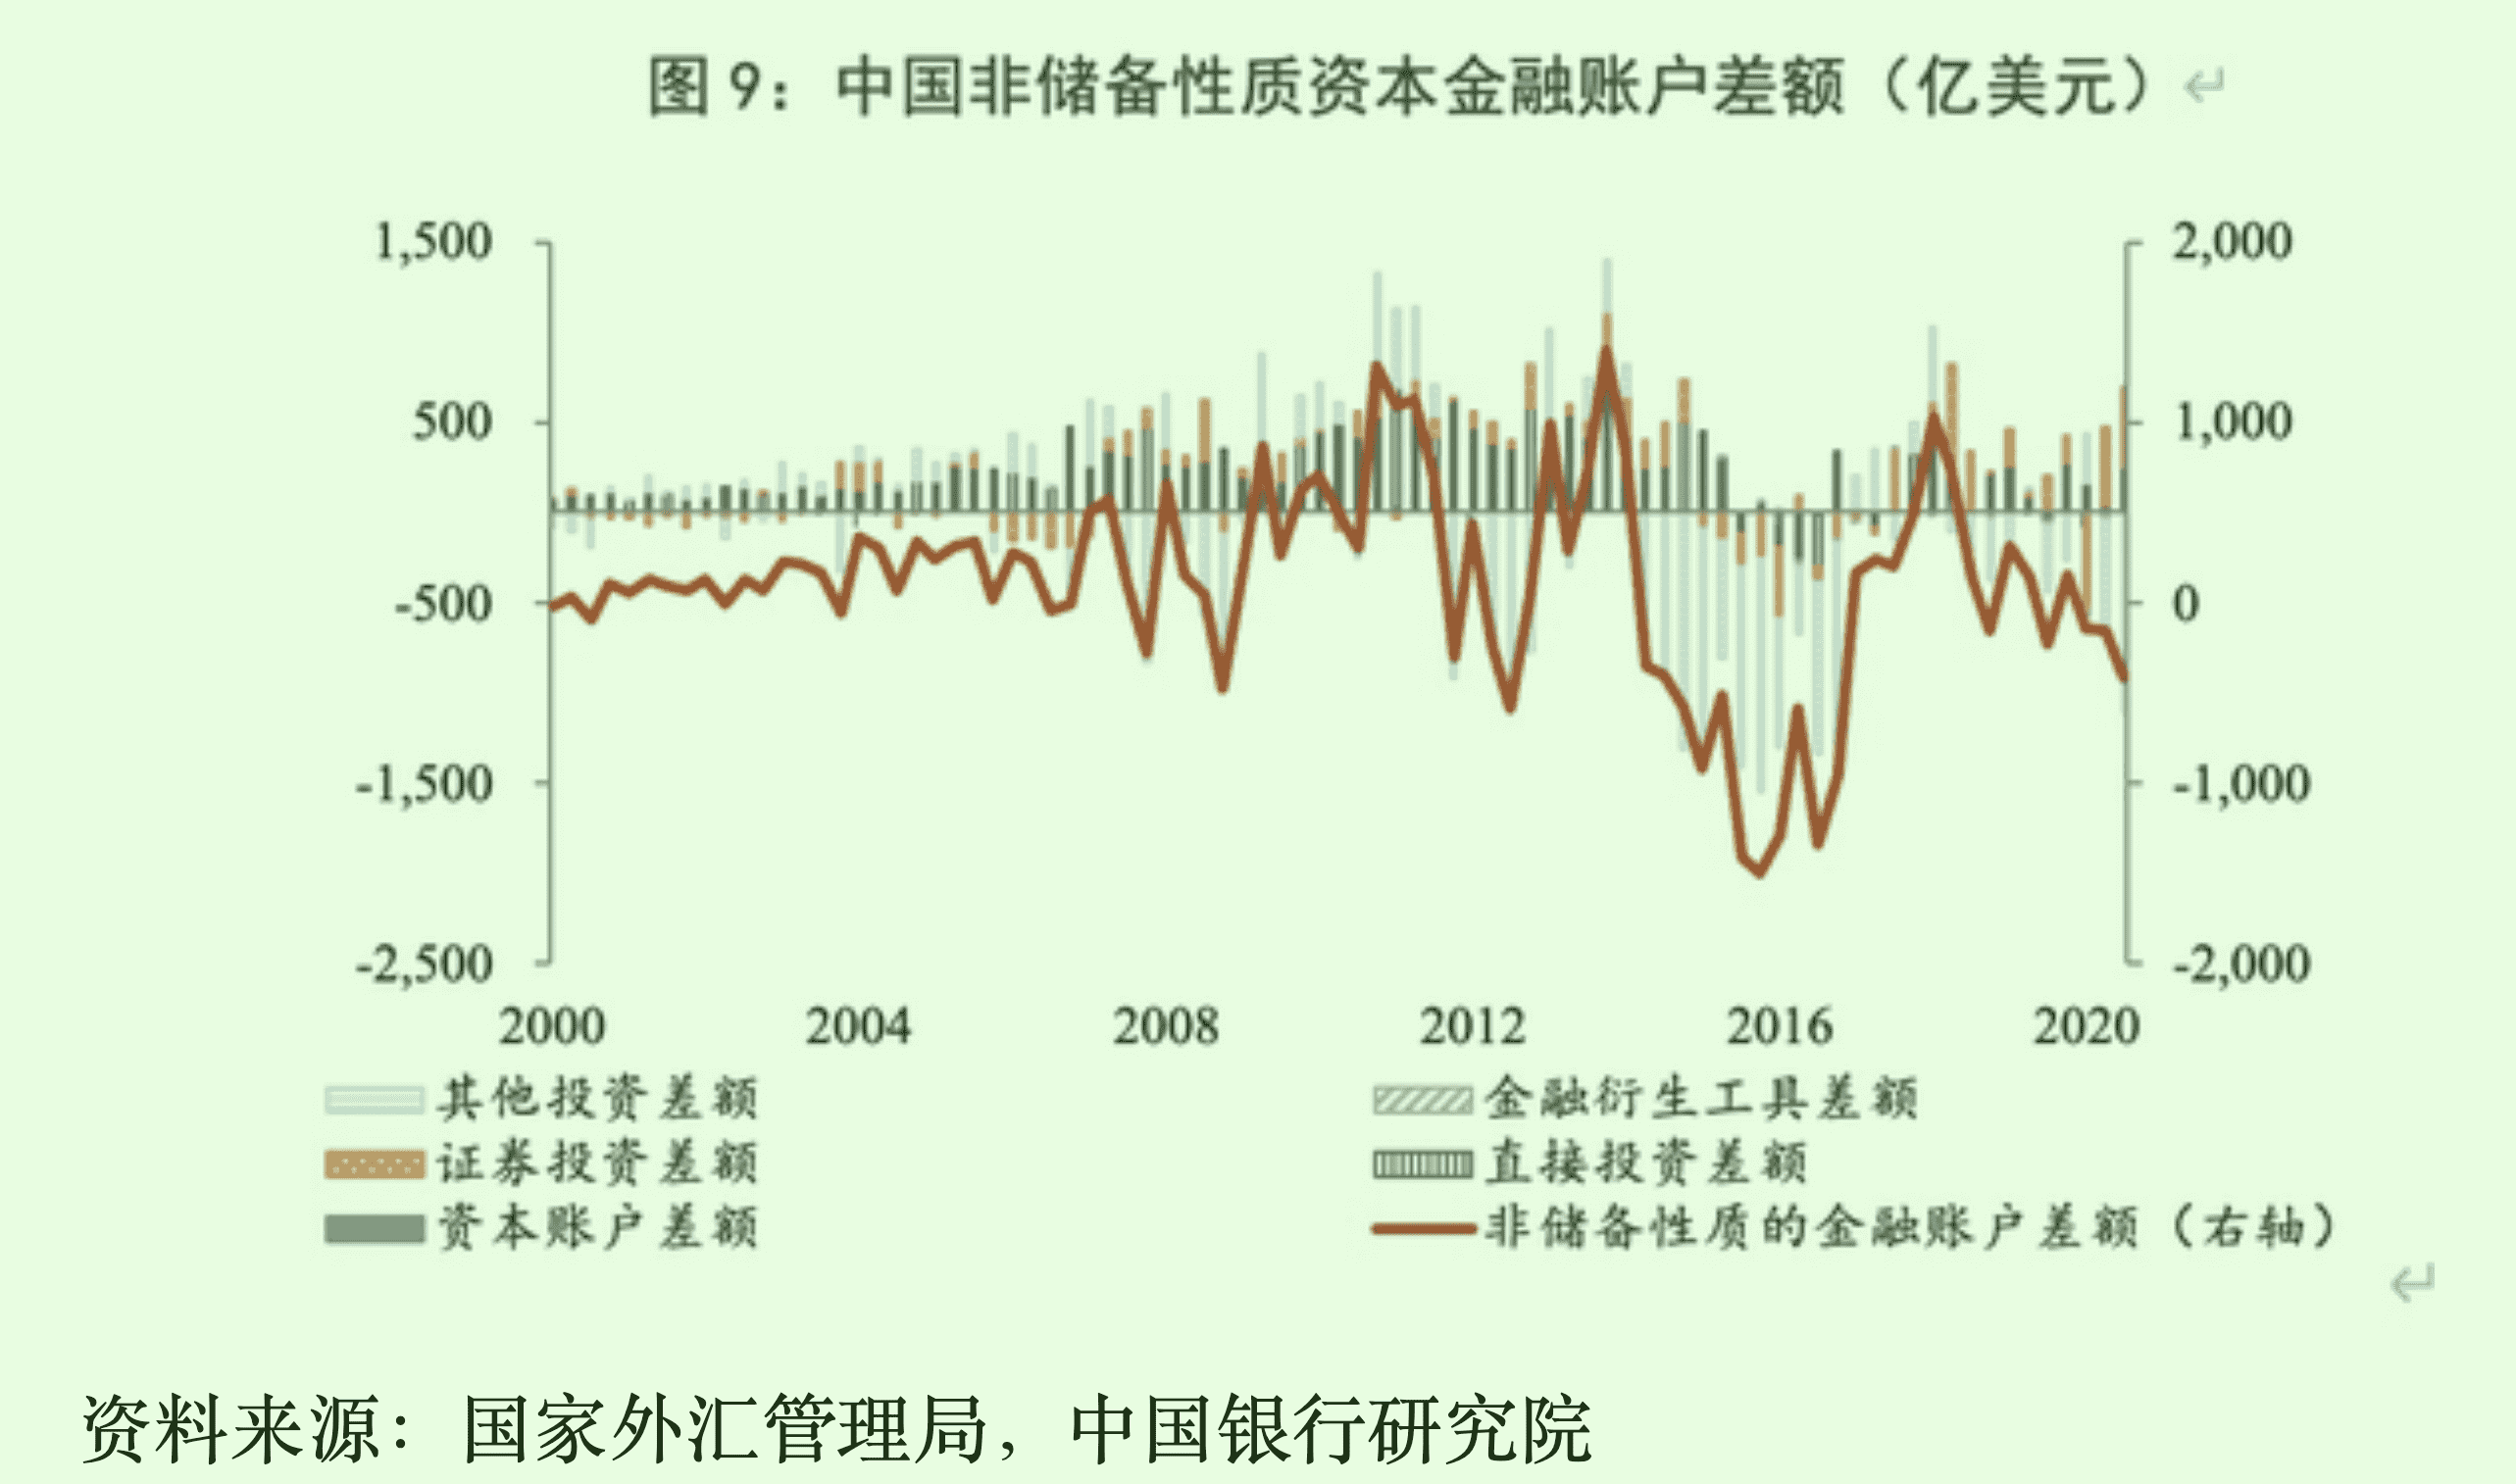 图 9：中国非储备性质资本金融账户差额（亿美元）
1,500
500
-500
-1,500
-2,500
2,000
1,000
0
-1,000
-2,000
2000 2004 2008 2012 2016 2020
其他投资差额 金融衍生工具差额
证券投资差额 直接投资差额
资本账户差额 非储备性质的金融账户差额（右轴）
资料来源：国家外汇管理局，中国银行研究院